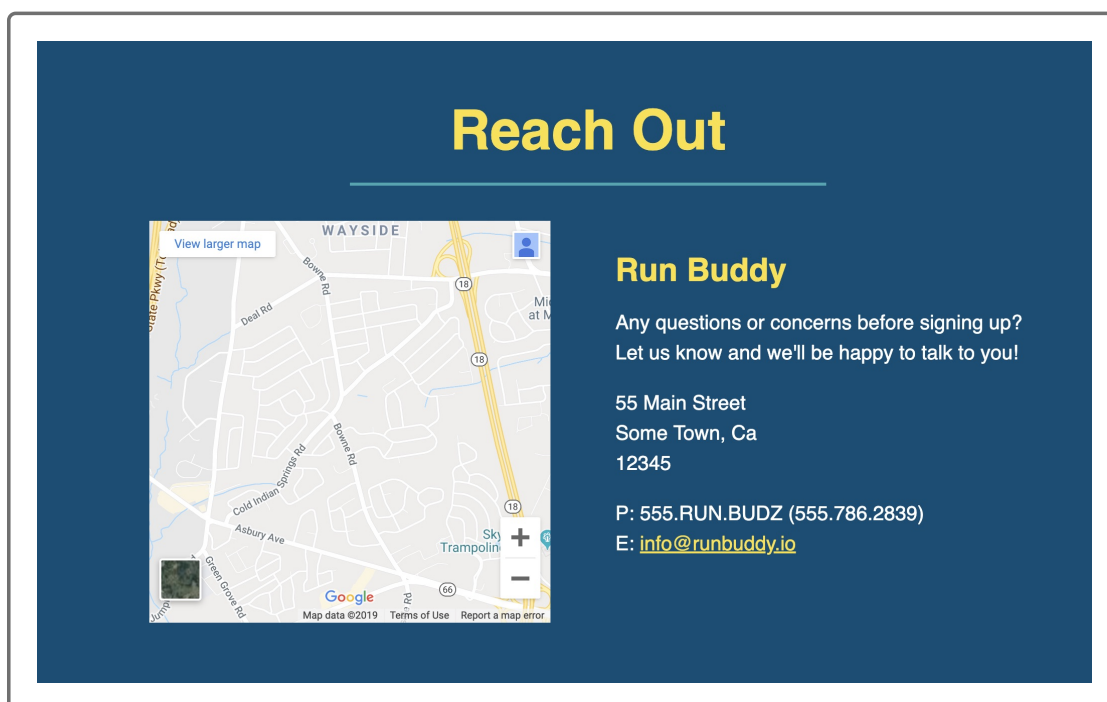 Reach Out
View larger map
WAYSIDE
Bowne Rd
Deal Rd
18
18
Bowne Rd
Cold Indian Springs Rd
18
Asbury Ave
Green Grove Rd
66
Google
Map data ©2019 Terms of Use Report a map error
Run Buddy
Any questions or concerns before signing up?
Let us know and we'll be happy to talk to you!
55 Main Street
Some Town, Ca
12345
P: 555.RUN.BUDZ (555.786.2839)
E: info@runbuddy.io